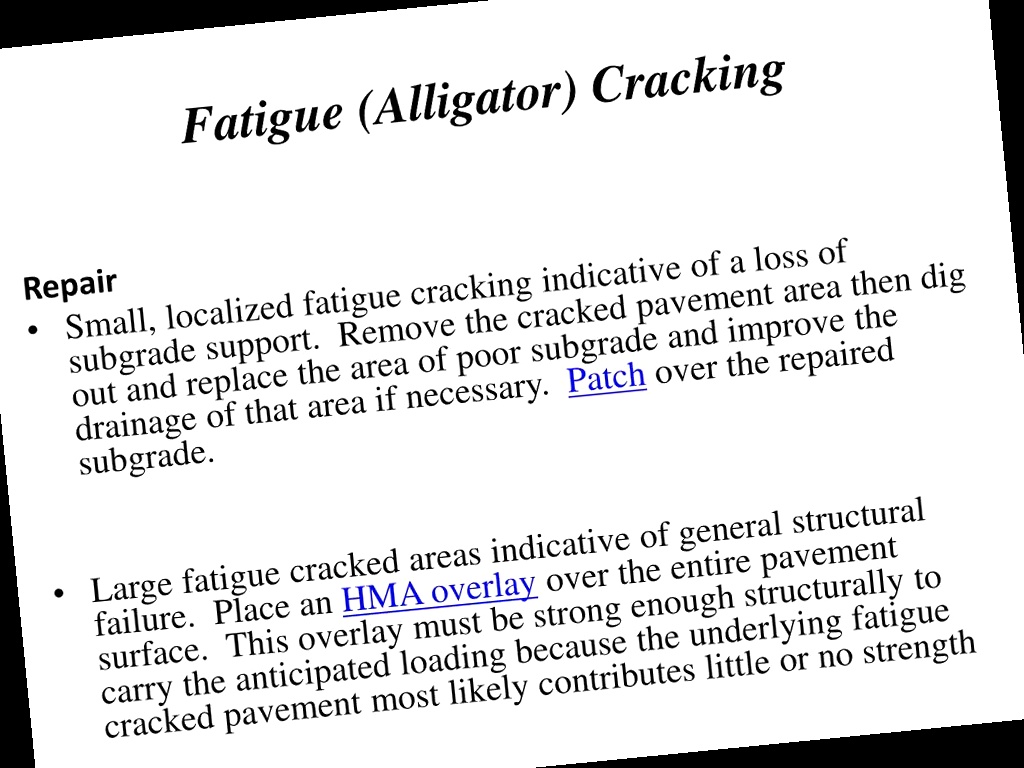 Fatigue (Alligator) Cracking
Repair
• Small, localized fatigue cracking indicative of a loss of
subgrade support.  Remove the cracked pavement area then dig
out and replace the area of poor subgrade and improve the
drainage of that area if necessary.  Patch over the repaired
subgrade.
• Large fatigue cracked areas indicative of general structural
failure.  Place an HMA overlay over the entire pavement
surface.  This overlay must be strong enough structurally to
carry the anticipated loading because the underlying fatigue
cracked pavement most likely contributes little or no strength